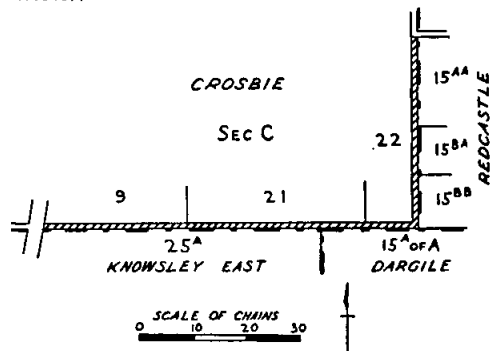 CROSBIE
SEC C
15AA
15BA
15BB
REDCASTLE
22
9
21
25A
15A OF A
KNOWSLEY EAST
DARGILE
SCALE OF CHAINS
0 10 20 30